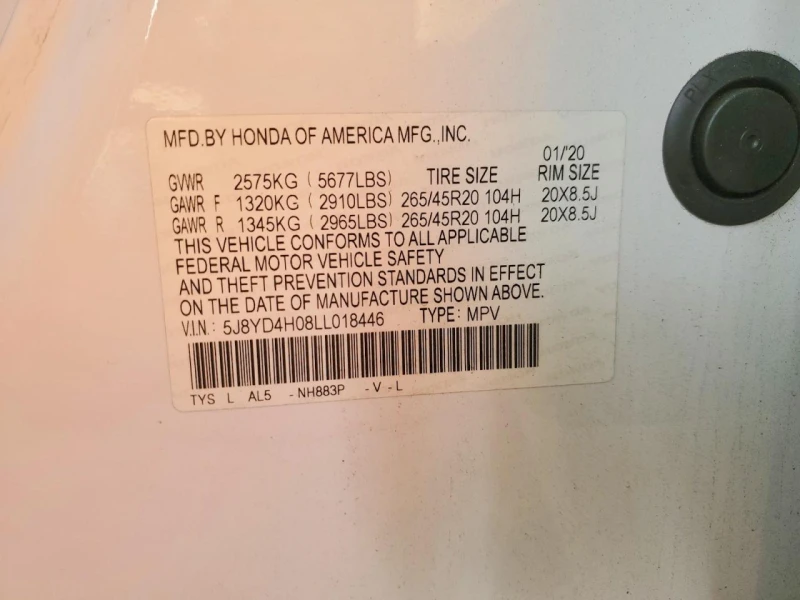 MFD.BY HONDA OF AMERICA MFG.,INC.
01/'20
GVWR 2575KG ( 5677LBS) TIRE SIZE RIM SIZE
GAWR F 1320KG ( 2910LBS) 265/45R20 104H 20X8.5J
GAWR R 1345KG ( 2965LBS) 265/45R20 104H 20X8.5J
THIS VEHICLE CONFORMS TO ALL APPLICABLE
FEDERAL MOTOR VEHICLE SAFETY
AND THEFT PREVENTION STANDARDS IN EFFECT
ON THE DATE OF MANUFACTURE SHOWN ABOVE.
V.I.N.: 5J8YD4H08LL018446 TYPE: MPV
TYS L AL5 -NH883P -V-L
PLX